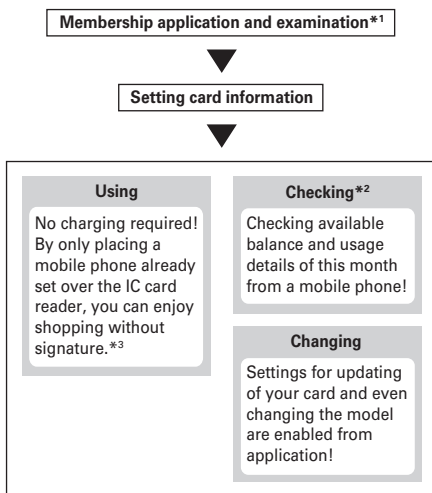 Membership application and examination*1
Setting card information
Using
No charging required!
By only placing a
mobile phone already
set over the IC card
reader, you can enjoy
shopping without
signature.*3
Checking*2
Checking available
balance and usage
details of this month
from a mobile phone!
Changing
Settings for updating
of your card and even
changing the model
are enabled from
application!